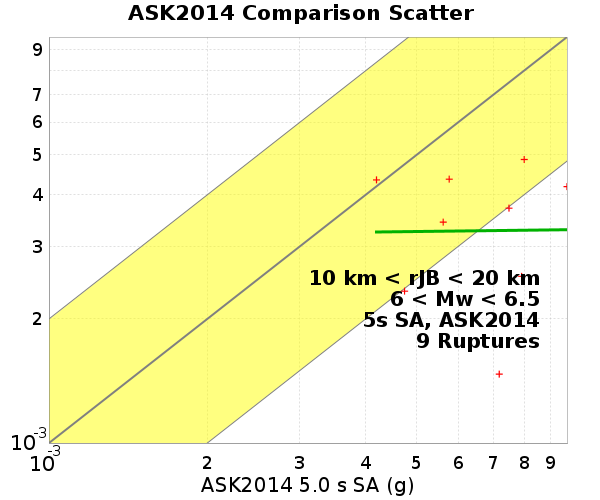 ASK2014 Comparison Scatter
9
7
6
5
4
3
2
10⁻³
10 km < rJB < 20 km
6 < Mw < 6.5
5s SA, ASK2014
9 Ruptures
10⁻³ 2 3 4 5 6 7 8 9
ASK2014 5.0 s SA (g)